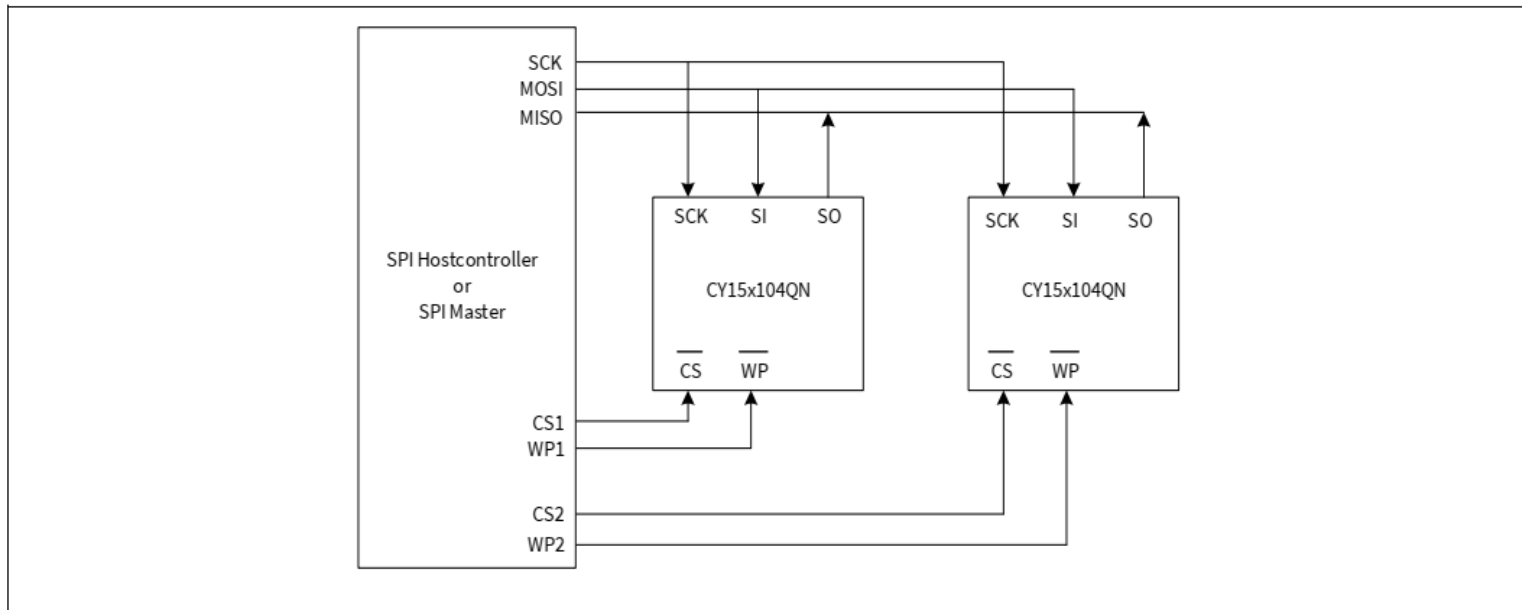 SCK
MOSI
MISO
SPI Hostcontroller
or
SPI Master
CS1
WP1
CS2
WP2
SCK SI SO
CY15x104QN
CS WP
SCK SI SO
CY15x104QN
CS WP